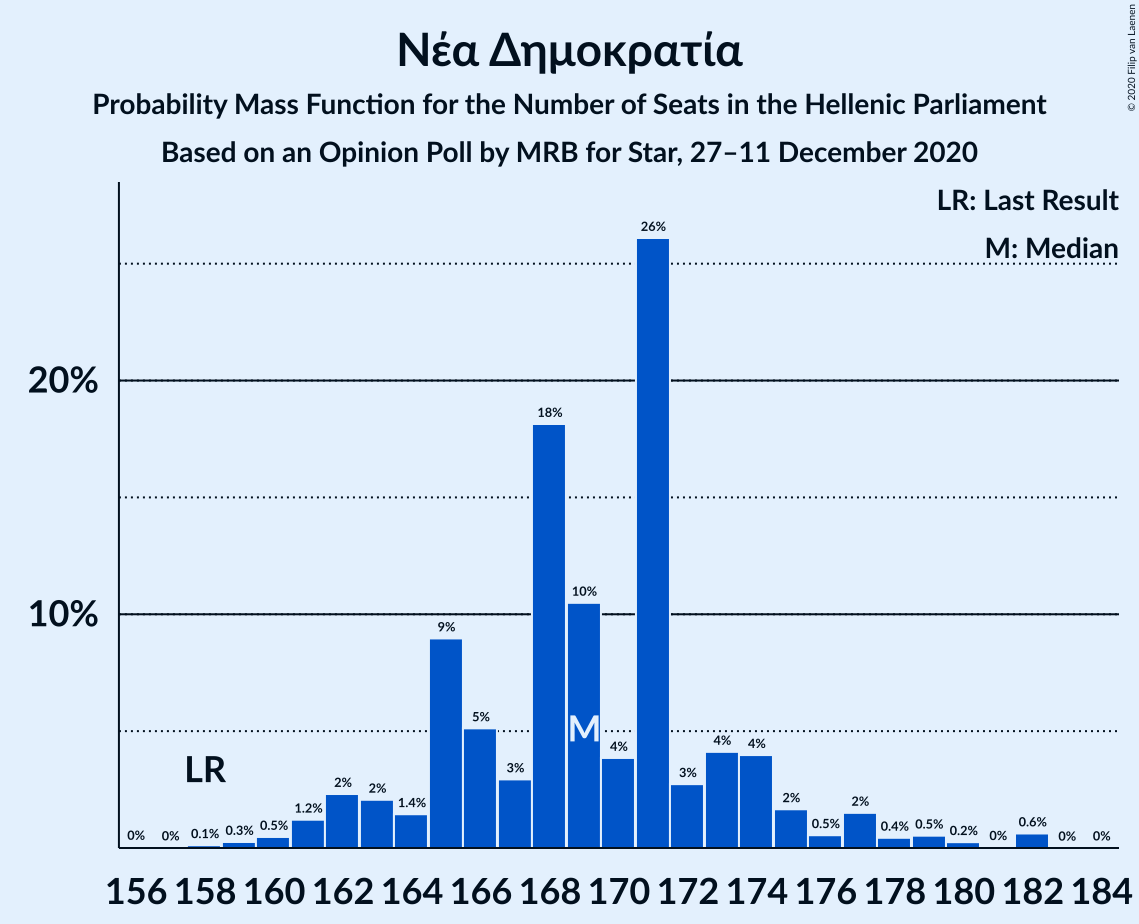 Νέα Δημοκρατία
Probability Mass Function for the Number of Seats in the Hellenic Parliament
Based on an Opinion Poll by MRB for Star, 27–11 December 2020
© 2020 Filip van Laenen
LR: Last Result
M: Median
26%
20%
18%
10%
10%
9%
5%
M
4%
4%
4%
LR
3%
3%
2%
2%
1.4%
1.2%
2%
2%
0% 0% 0.1% 0.3% 0.5% 0.5% 0.4% 0.5% 0.2% 0% 0.6% 0% 0%
156 158 160 162 164 166 168 170 172 174 176 178 180 182 184